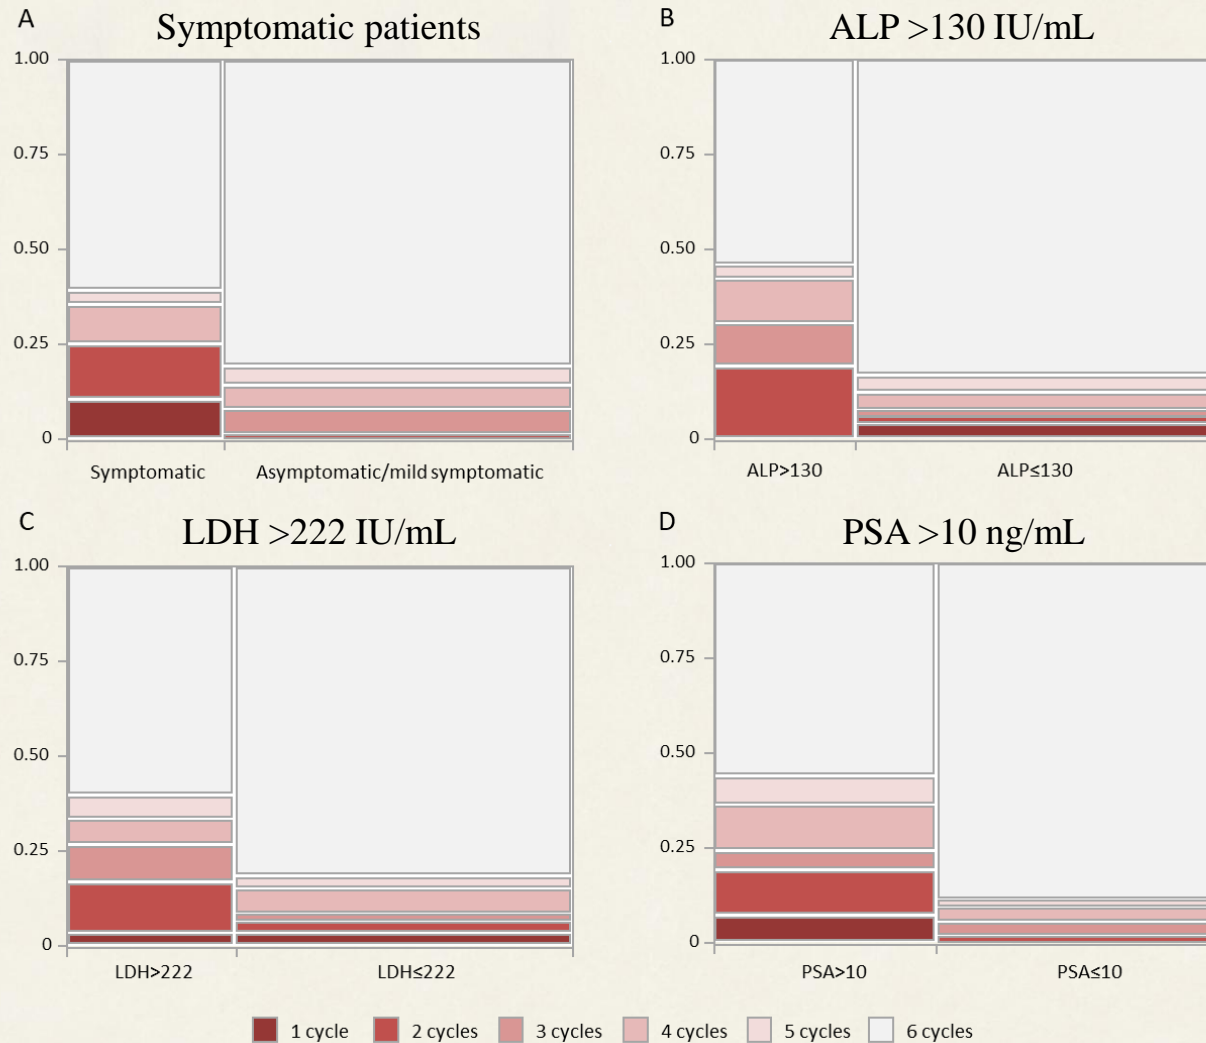 A
Symptomatic patients
1.00
0.75
0.50
0.25
0
Symptomatic
Asymptomatic/mild symptomatic
B
ALP >130 IU/mL
1.00
0.75
0.50
0.25
0
ALP>130
ALP≤130
C
LDH >222 IU/mL
1.00
0.75
0.50
0.25
0
LDH>222
LDH≤222
D
PSA >10 ng/mL
1.00
0.75
0.50
0.25
0
PSA>10
PSA≤10
1 cycle
2 cycles
3 cycles
4 cycles
5 cycles
6 cycles